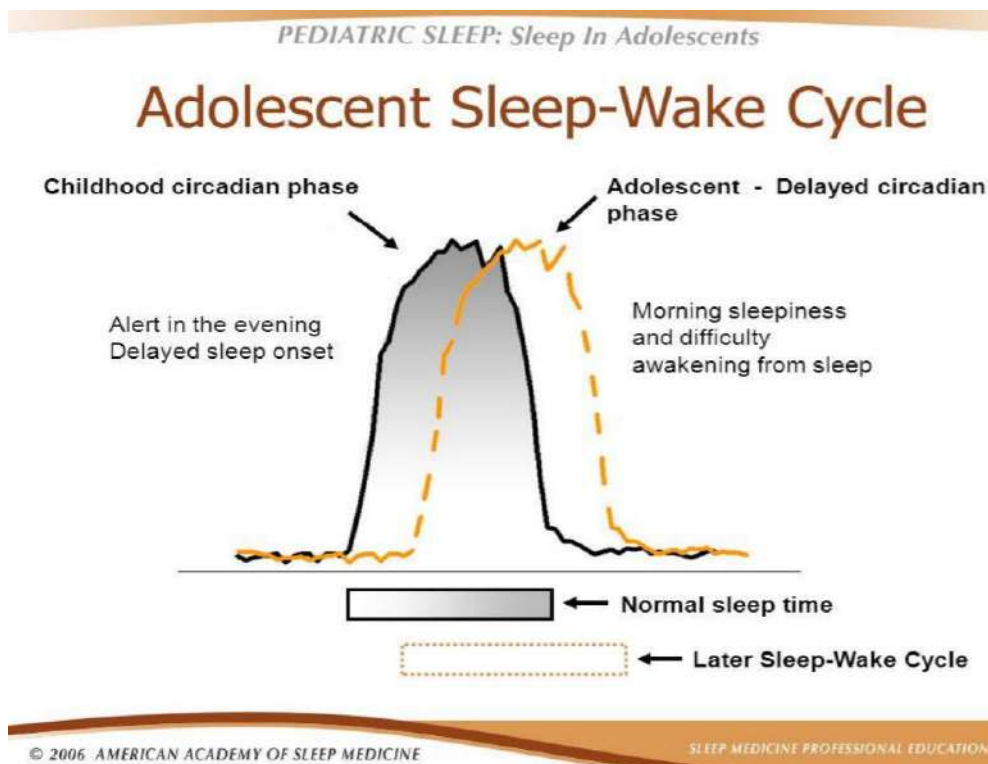 PEDIATRIC SLEEP: Sleep In Adolescents
Adolescent Sleep-Wake Cycle
Childhood circadian phase
Adolescent - Delayed circadian
phase
Alert in the evening
Delayed sleep onset
Morning sleepiness
and difficulty
awakening from sleep
Normal sleep time
Later Sleep-Wake Cycle
© 2006 AMERICAN ACADEMY OF SLEEP MEDICINE
SLEEP MEDICINE PROFESSIONAL EDUCATION